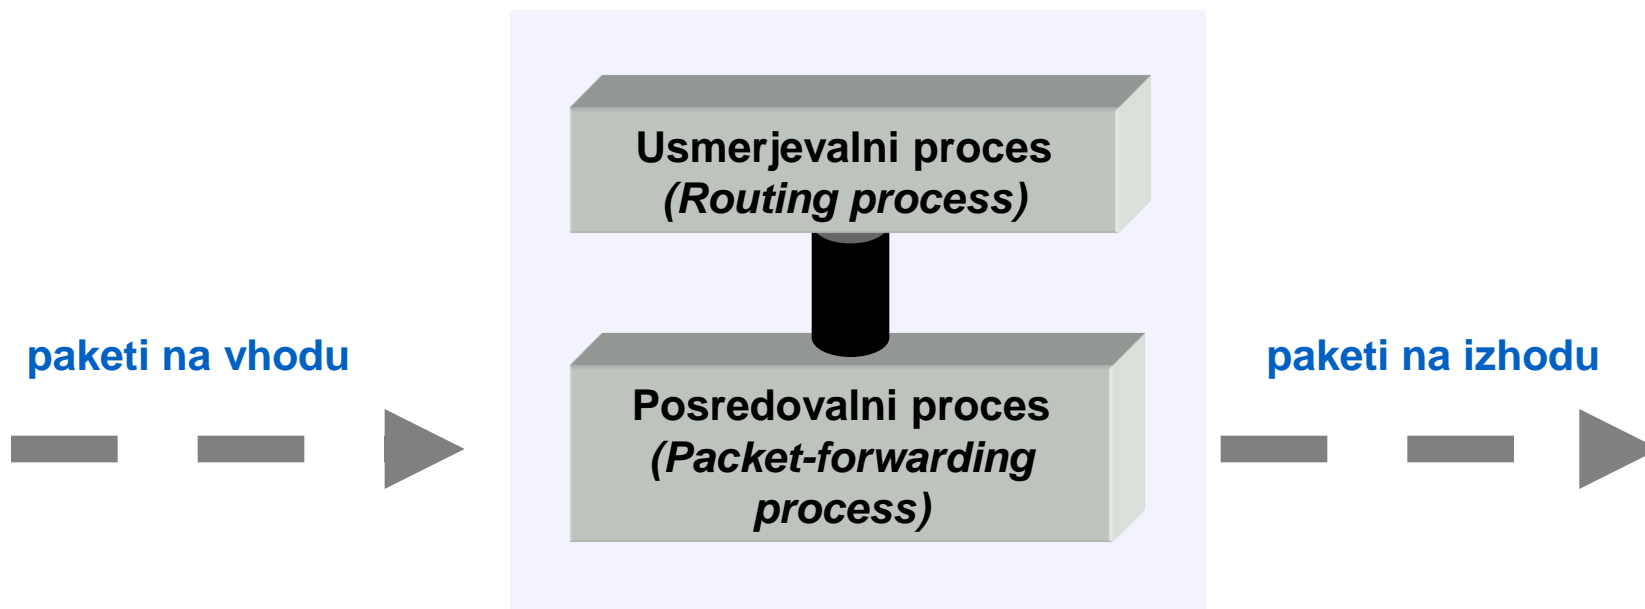 Usmerjevalni proces
(Routing process)
paketi na vhodu
paketi na izhodu
Posredovalni proces
(Packet-forwarding
process)